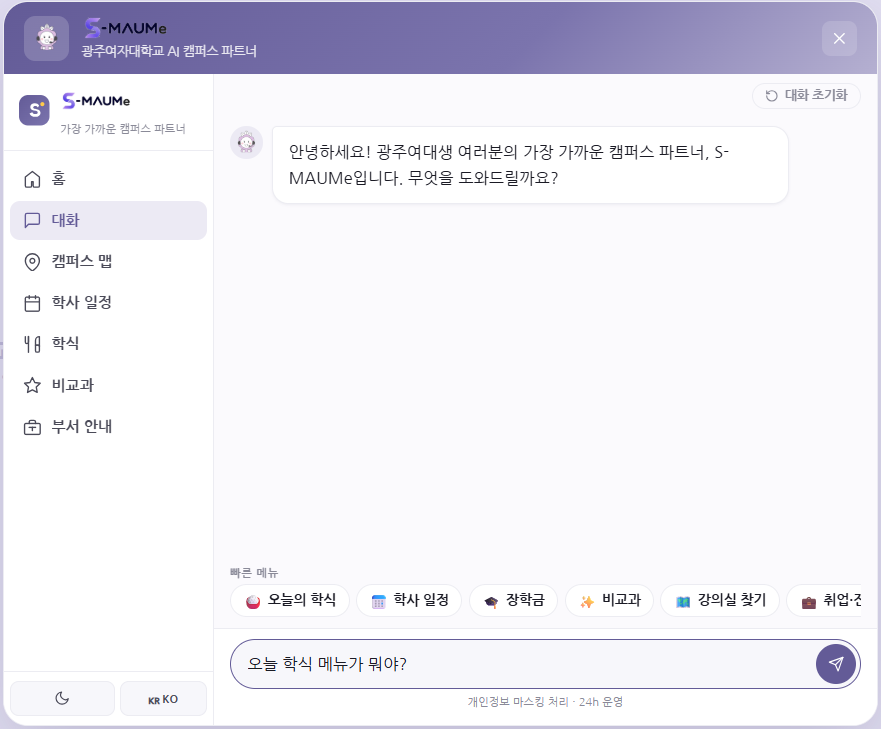 S-MAUMe
광주여자대학교 AI 캠퍼스 파트너
S
S-MAUMe
가장 가까운 캠퍼스 파트너
홈
대화
캠퍼스 맵
학사 일정
학식
비교과
부서 안내
KR KO
대화 초기화
안녕하세요! 광주여대생 여러분의 가장 가까운 캠퍼스 파트너, S-
MAUMe입니다. 무엇을 도와드릴까요?
빠른 메뉴
오늘의 학식 학사 일정 장학금 비교과 강의실 찾기 취업·진
오늘 학식 메뉴가 뭐야?
개인정보 마스킹 처리 · 24h 운영